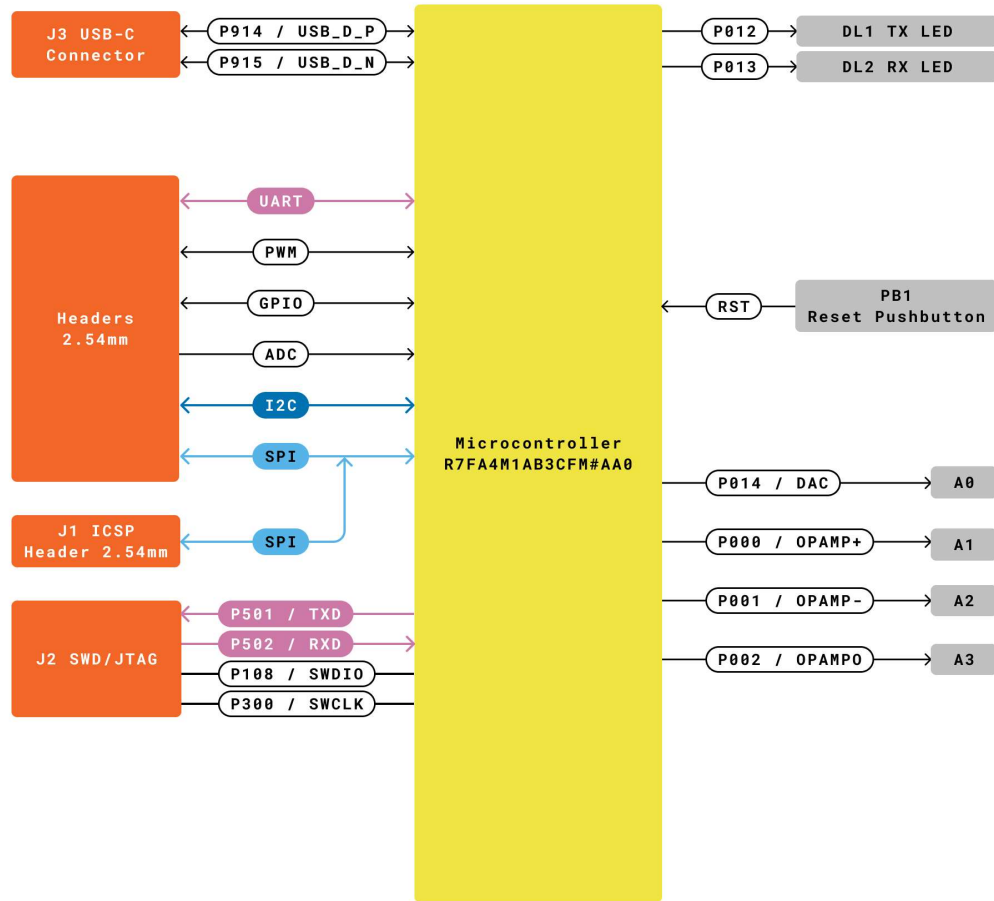 J3 USB-C
Connector
P914 / USB_D_P
P915 / USB_D_N
P012
DL1 TX LED
P013
DL2 RX LED
Headers
2.54mm
UART
PWM
GPIO
ADC
I2C
SPI
J1 ICSP
Header 2.54mm
SPI
J2 SWD/JTAG
P501 / TXD
P502 / RXD
P108 / SWDIO
P300 / SWCLK
Microcontroller
R7FA4M1AB3CFM#AA0
RST
PB1
Reset Pushbutton
P014 / DAC
A0
P000 / OPAMP+
A1
P001 / OPAMP-
A2
P002 / OPAMPO
A3